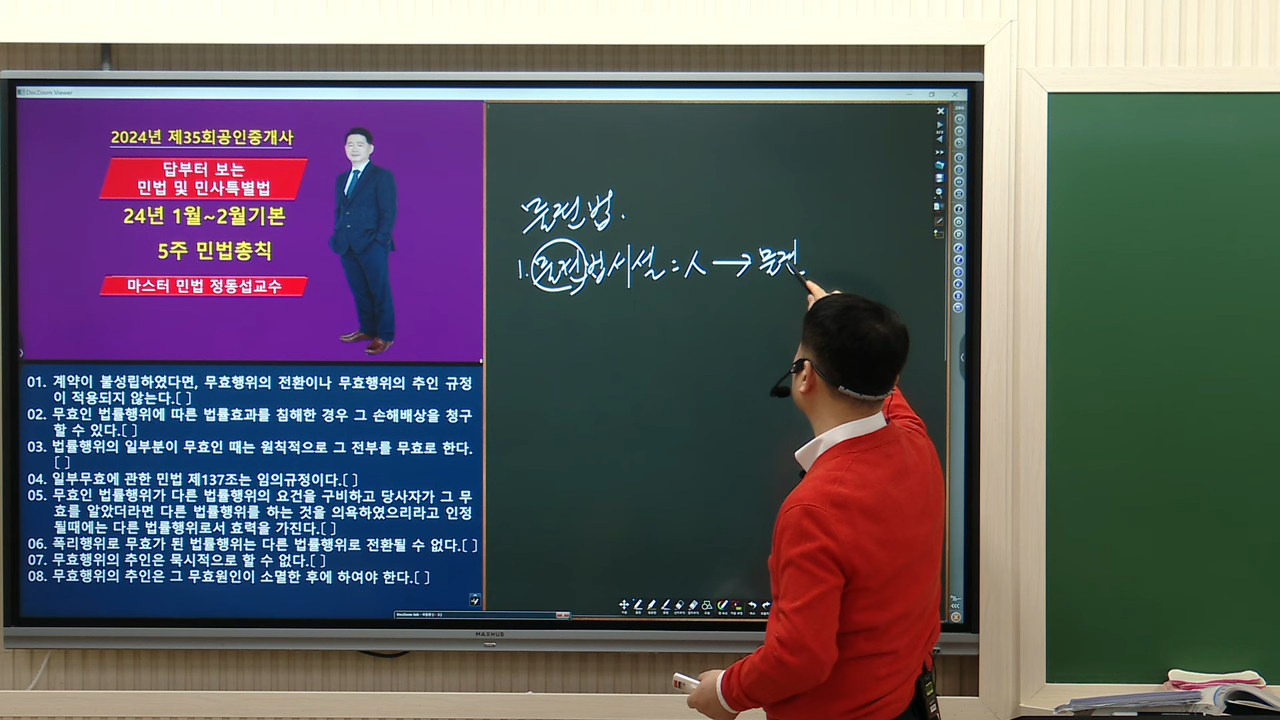 DocZoom Viewer
2024년 제35회공인중개사
답부터 보는
민법 및 민사특별법
24년 1월~2월기본
5주 민법총칙
마스터 민법 정동섭교수
01. 계약이 불성립하였다면, 무효행위의 전환이나 무효행위의 추인 규정
이 적용되지 않는다.[ ]
02. 무효인 법률행위에 따른 법률효과를 침해한 경우 그 손해배상을 청구
할 수 있다.[ ]
03. 법률행위의 일부분이 무효인 때는 원칙적으로 그 전부를 무효로 한다.
[ ]
04. 일부무효에 관한 민법 제137조는 임의규정이다.[ ]
05. 무효인 법률행위가 다른 법률행위의 요건을 구비하고 당사자가 그 무
효를 알았더라면 다른 법률행위를 하는 것을 의욕하였으리라고 인정
될때에는 다른 법률행위로서 효력을 가진다.[ ]
06. 폭리행위로 무효가 된 법률행위는 다른 법률행위로 전환될 수 없다.[ ]
07. 무효행위의 추인은 묵시적으로 할 수 없다.[ ]
08. 무효행위의 추인은 그 무효원인이 소멸한 후에 하여야 한다.[ ]
물권법.
1. 물권법시설 : 人 → 물권.
MAXHUB